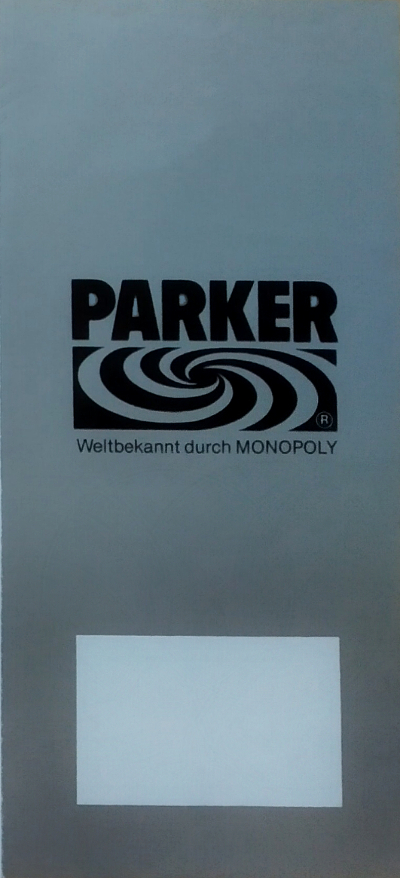 PARKER
®
Weltbekannt durch MONOPOLY